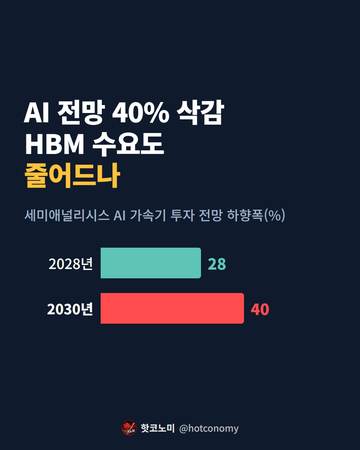 AI 전망 40% 삭감
HBM 수요도
줄어드나
세미애널리시스 AI 가속기 투자 전망 하향폭(%)
2028년 28
2030년 40
핫코노미 @hotconomy